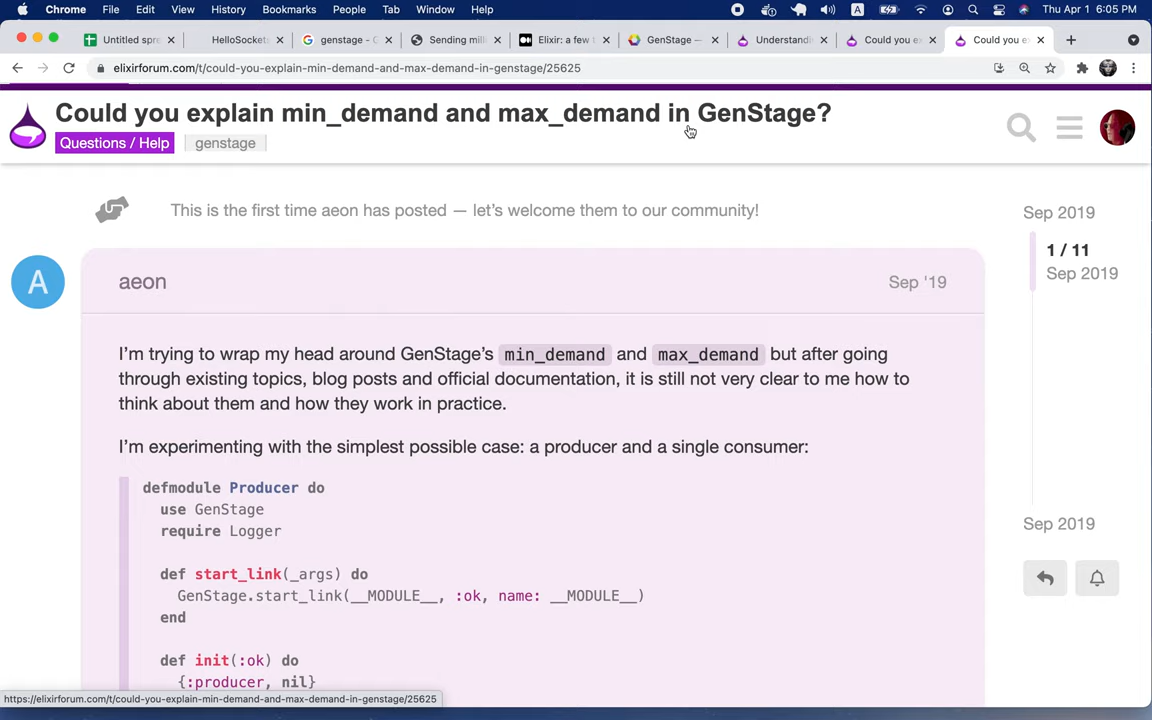 Chrome File Edit View History Bookmarks People Tab Window Help A Thu Apr 1 6:05 PM
Untitled spre HelloSocket genstage - Sending mill Elixir: a few t GenStage — Understandi Could you e Could you e
elixirforum.com/t/could-you-explain-min-demand-and-max-demand-in-genstage/25625
Could you explain min_demand and max_demand in GenStage?
Questions / Help genstage
This is the first time aeon has posted — let's welcome them to our community!
Sep 2019
1 / 11
Sep 2019
A
aeon Sep '19
I'm trying to wrap my head around GenStage's min_demand and max_demand but after going
through existing topics, blog posts and official documentation, it is still not very clear to me how to
think about them and how they work in practice.
I'm experimenting with the simplest possible case: a producer and a single consumer:
defmodule Producer do
use GenStage
require Logger
def start_link(_args) do
GenStage.start_link(__MODULE__, :ok, name: __MODULE__)
end
def init(:ok) do
{:producer, nil}
Sep 2019
https://elixirforum.com/t/could-you-explain-min-demand-and-max-demand-in-genstage/25625